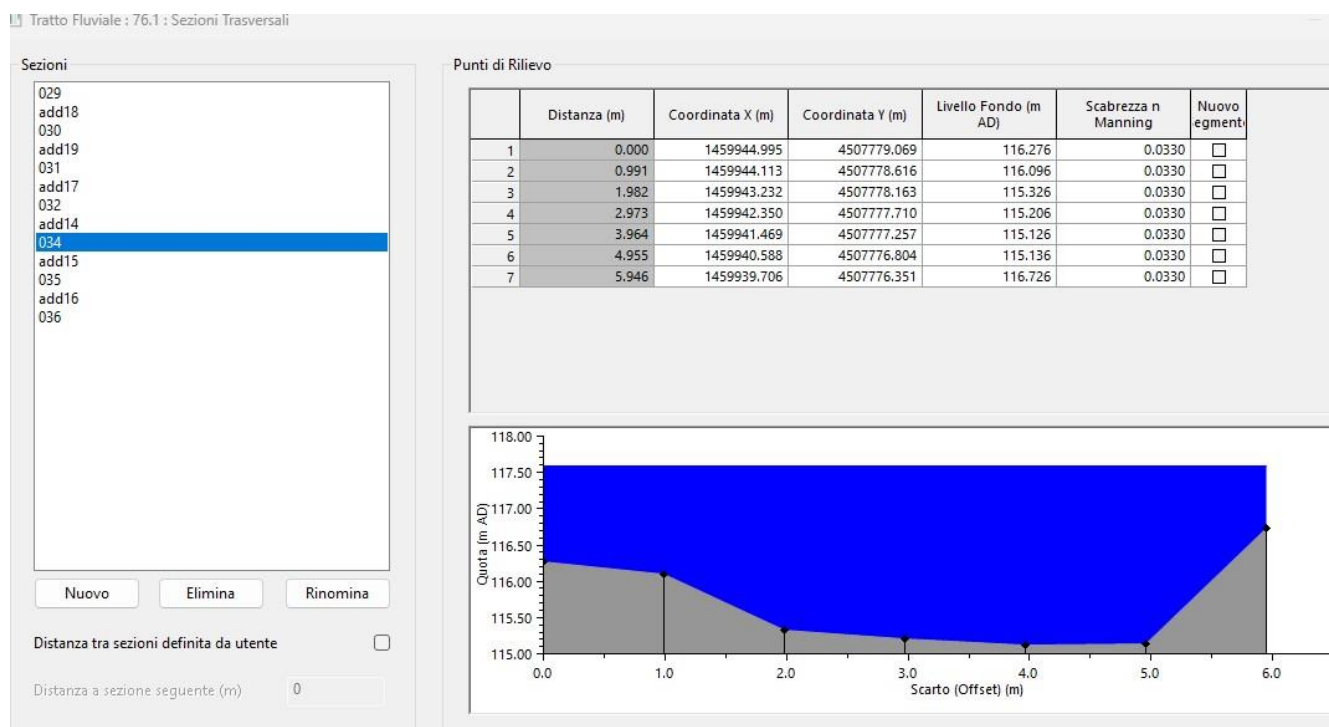 Tratto Fluviale : 76.1 : Sezioni Trasversali
Sezioni
029
add18
030
add19
031
add17
032
add14
034
add15
035
add16
036
Nuovo Elimina Rinomina
Distanza tra sezioni definita da utente
Distanza a sezione seguente (m) 0
Punti di Rilievo
Distanza (m) Coordinata X (m) Coordinata Y (m) Livello Fondo (m AD) Scabrezza n Manning Nuovo egment
1 0.000 1459944.995 4507779.069 116.276 0.0330
2 0.991 1459944.113 4507778.616 116.096 0.0330
3 1.982 1459943.232 4507778.163 115.326 0.0330
4 2.973 1459942.350 4507777.710 115.206 0.0330
5 3.964 1459941.469 4507777.257 115.126 0.0330
6 4.955 1459940.588 4507776.804 115.136 0.0330
7 5.946 1459939.706 4507776.351 116.726 0.0330
Quota (m AD)
118.00
117.50
117.00
116.50
116.00
115.50
115.00
0.0 1.0 2.0 3.0 4.0 5.0 6.0
Scarto (Offset) (m)